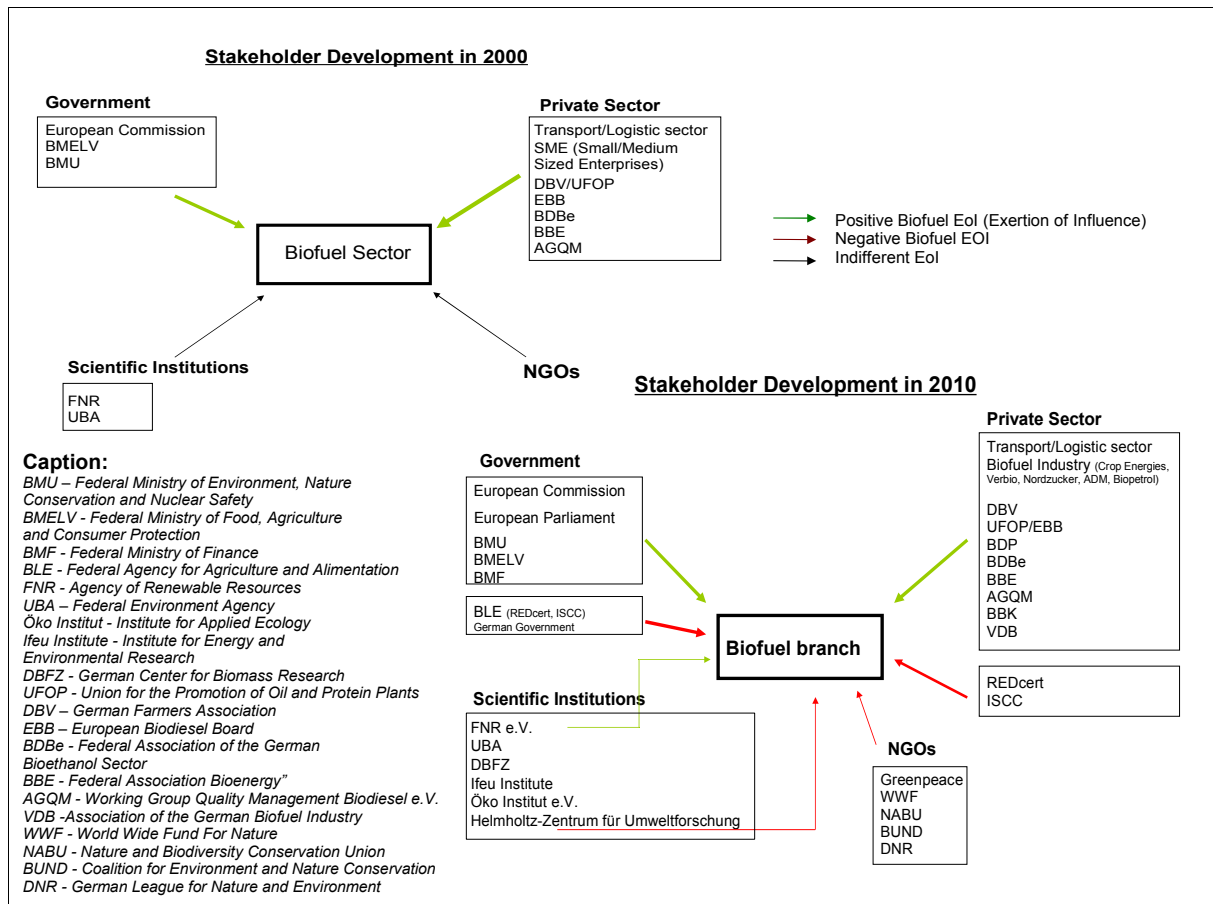 Stakeholder Development in 2000
Government
European Commission
BMELV
BMU
Private Sector
Transport/Logistic sector
SME (Small/Medium
Sized Enterprises)
DBV/UFOP
EBB
BDBe
BBE
AGQM
Biofuel Sector
Positive Biofuel EoI (Exertion of Influence)
Negative Biofuel EOI
Indifferent EoI
Scientific Institutions
FNR
UBA
NGOs
Stakeholder Development in 2010
Caption:
BMU – Federal Ministry of Environment, Nature
Conservation and Nuclear Safety
BMELV - Federal Ministry of Food, Agriculture
and Consumer Protection
BMF - Federal Ministry of Finance
BLE - Federal Agency for Agriculture and Alimentation
FNR - Agency of Renewable Resources
UBA – Federal Environment Agency
Öko Institut - Institute for Applied Ecology
Ifeu Institute - Institute for Energy and
Environmental Research
DBFZ - German Center for Biomass Research
UFOP - Union for the Promotion of Oil and Protein Plants
DBV – German Farmers Association
EBB – European Biodiesel Board
BDBe - Federal Association of the German
Bioethanol Sector
BBE - Federal Association Bioenergy”
AGQM - Working Group Quality Management Biodiesel e.V.
VDB -Association of the German Biofuel Industry
WWF - World Wide Fund For Nature
NABU - Nature and Biodiversity Conservation Union
BUND - Coalition for Environment and Nature Conservation
DNR - German League for Nature and Environment
Government
European Commission
European Parliament
BMU
BMELV
BMF
BLE (REDcert, ISCC)
German Government
Scientific Institutions
FNR e.V.
UBA
DBFZ
Ifeu Institute
Öko Institut e.V.
Helmholtz-Zentrum für Umweltforschung
Biofuel branch
Private Sector
Transport/Logistic sector
Biofuel Industry (Crop Energies,
Verbio, Nordzucker, ADM, Biopetrol)
DBV
UFOP/EBB
BDP
BDBe
BBE
AGQM
BBK
VDB
REDcert
ISCC
NGOs
Greenpeace
WWF
NABU
BUND
DNR